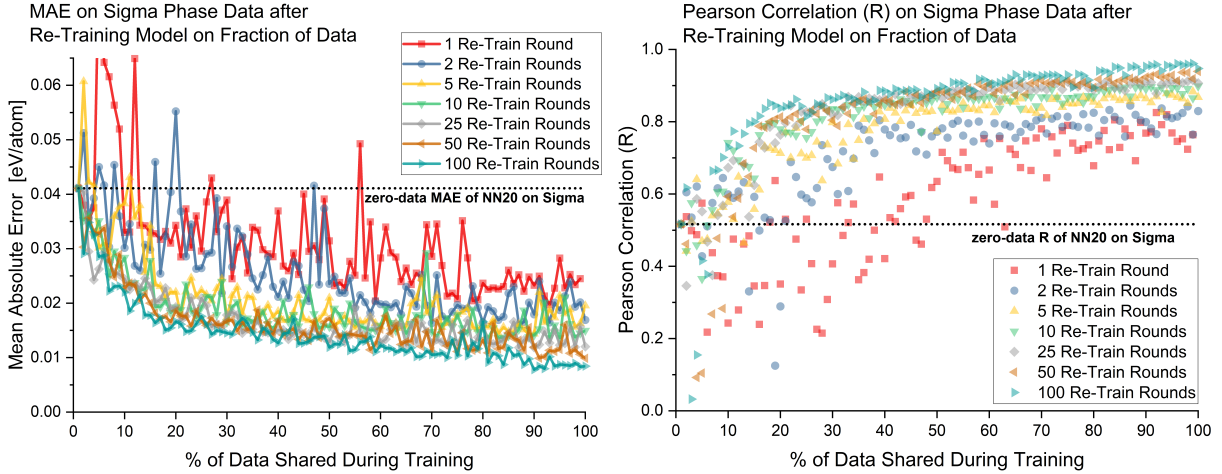 MAE on Sigma Phase Data after
Re-Training Model on Fraction of Data
Mean Absolute Error [eV/atom]
0.06
0.05
0.04
0.03
0.02
0.01
0.00
1 Re-Train Round
2 Re-Train Rounds
5 Re-Train Rounds
10 Re-Train Rounds
25 Re-Train Rounds
50 Re-Train Rounds
100 Re-Train Rounds
zero-data MAE of NN20 on Sigma
0 10 20 30 40 50 60 70 80 90 100
% of Data Shared During Training
Pearson Correlation (R) on Sigma Phase Data after
Re-Training Model on Fraction of Data
Pearson Correlation (R)
1.0
0.8
0.6
0.4
0.2
0.0
zero-data R of NN20 on Sigma
1 Re-Train Round
2 Re-Train Rounds
5 Re-Train Rounds
10 Re-Train Rounds
25 Re-Train Rounds
50 Re-Train Rounds
100 Re-Train Rounds
0 10 20 30 40 50 60 70 80 90 100
% of Data Shared During Training